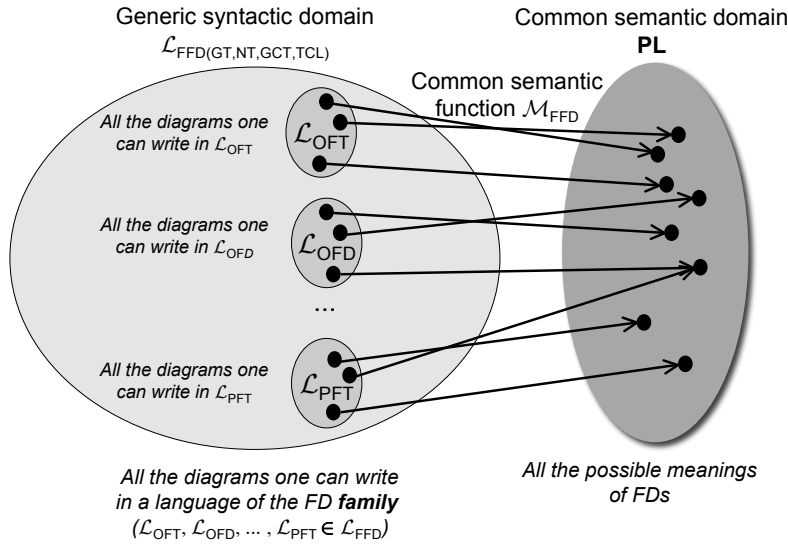 Generic syntactic domain
ℒFFD(GT,NT,GCT,TCL)
Common semantic domain
PL
Common semantic
function ℳFFD
All the diagrams one
can write in ℒOFT
ℒOFT
All the diagrams one
can write in ℒOFD
ℒOFD
...
All the diagrams one
can write in ℒPFT
ℒPFT
All the diagrams one can write
in a language of the FD family
(ℒOFT, ℒOFD, ... , ℒPFT ∈ ℒFFD)
All the possible meanings
of FDs